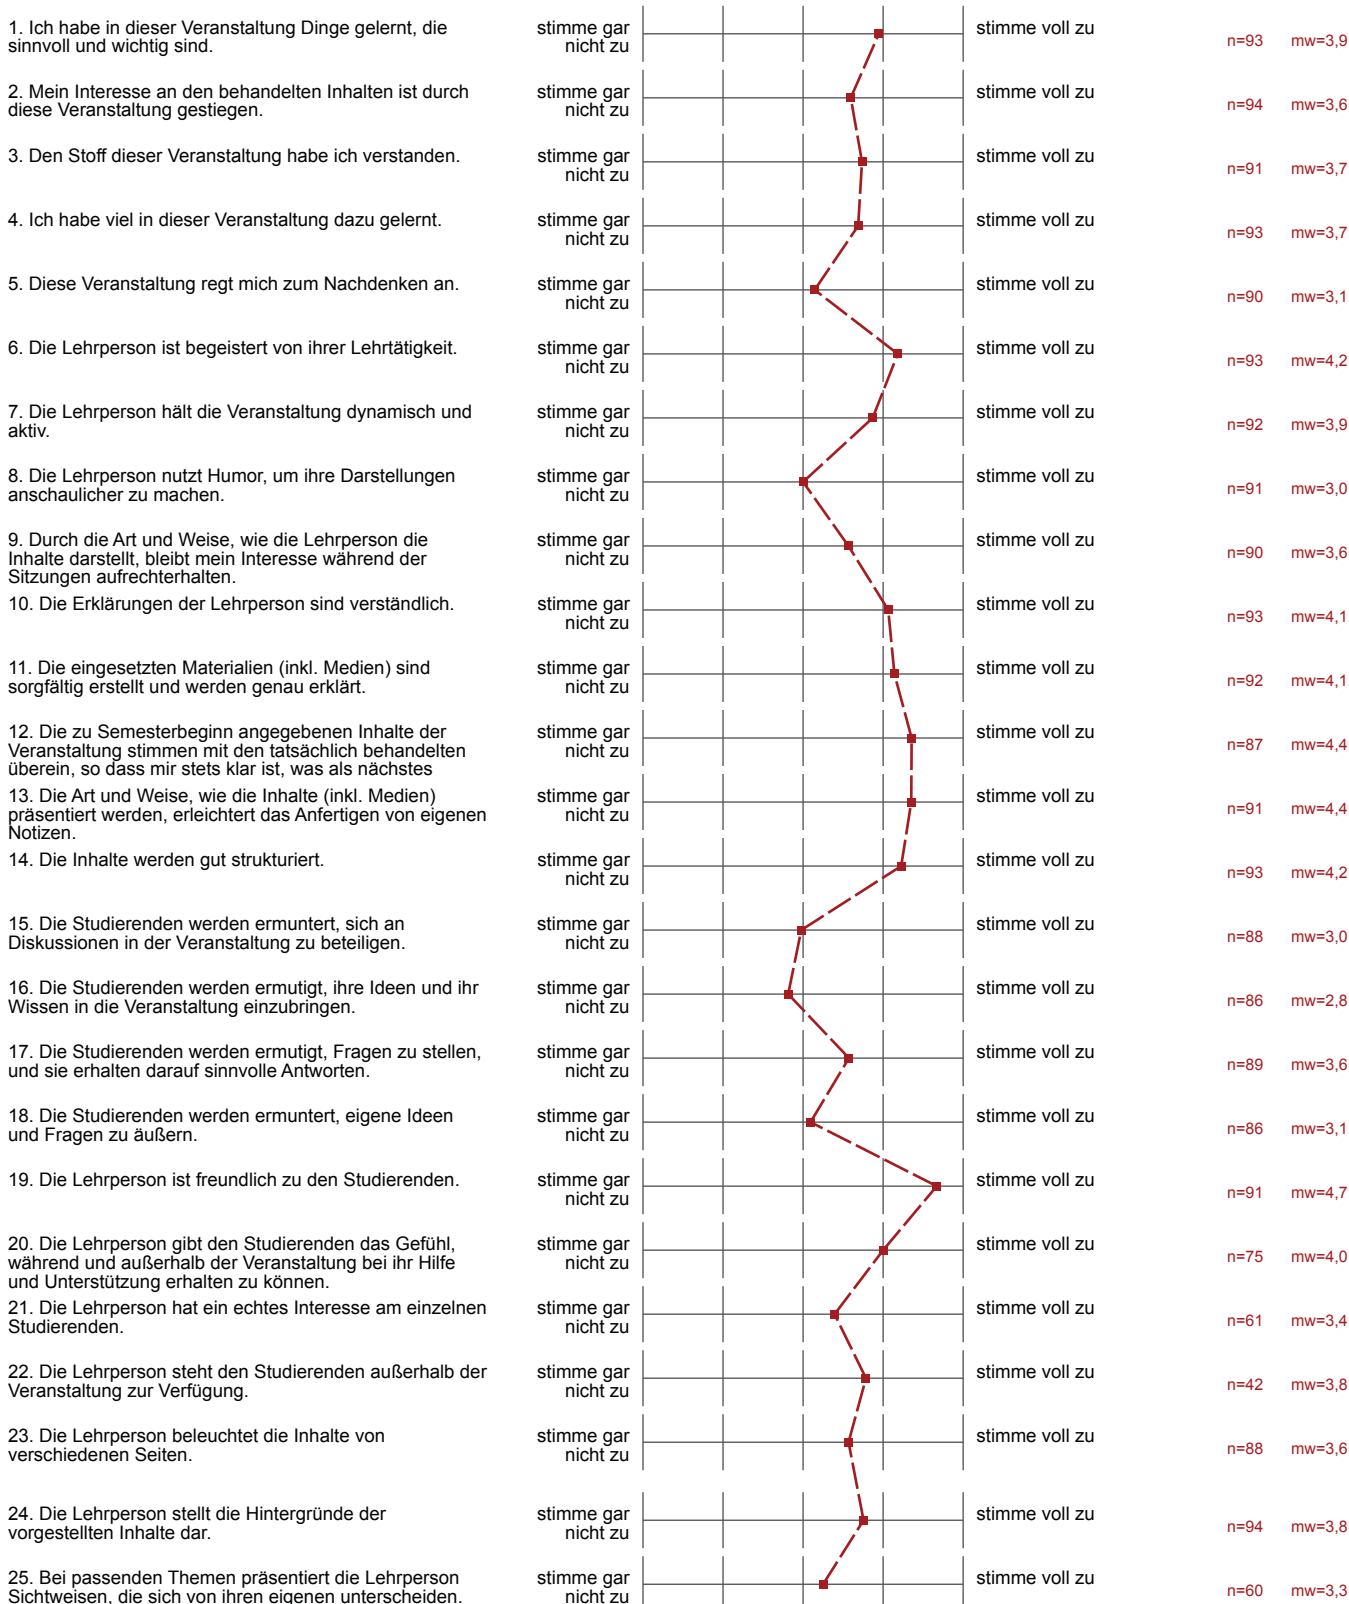 1. Ich habe in dieser Veranstaltung Dinge gelernt, die
sinnvoll und wichtig sind.
stimme gar
nicht zu
stimme voll zu
n=93 mw=3,9
2. Mein Interesse an den behandelten Inhalten ist durch
diese Veranstaltung gestiegen.
stimme gar
nicht zu
stimme voll zu
n=94 mw=3,6
3. Den Stoff dieser Veranstaltung habe ich verstanden.
stimme gar
nicht zu
stimme voll zu
n=91 mw=3,7
4. Ich habe viel in dieser Veranstaltung dazu gelernt.
stimme gar
nicht zu
stimme voll zu
n=93 mw=3,7
5. Diese Veranstaltung regt mich zum Nachdenken an.
stimme gar
nicht zu
stimme voll zu
n=90 mw=3,1
6. Die Lehrperson ist begeistert von ihrer Lehrtätigkeit.
stimme gar
nicht zu
stimme voll zu
n=93 mw=4,2
7. Die Lehrperson hält die Veranstaltung dynamisch und
aktiv.
stimme gar
nicht zu
stimme voll zu
n=92 mw=3,9
8. Die Lehrperson nutzt Humor, um ihre Darstellungen
anschaulicher zu machen.
stimme gar
nicht zu
stimme voll zu
n=91 mw=3,0
9. Durch die Art und Weise, wie die Lehrperson die
Inhalte darstellt, bleibt mein Interesse während der
Sitzungen aufrechterhalten.
stimme gar
nicht zu
stimme voll zu
n=90 mw=3,6
10. Die Erklärungen der Lehrperson sind verständlich.
stimme gar
nicht zu
stimme voll zu
n=93 mw=4,1
11. Die eingesetzten Materialien (inkl. Medien) sind
sorgfältig erstellt und werden genau erklärt.
stimme gar
nicht zu
stimme voll zu
n=92 mw=4,1
12. Die zu Semesterbeginn angegebenen Inhalte der
Veranstaltung stimmen mit den tatsächlich behandelten
überein, so dass mir stets klar ist, was als nächstes
stimme gar
nicht zu
stimme voll zu
n=87 mw=4,4
13. Die Art und Weise, wie die Inhalte (inkl. Medien)
präsentiert werden, erleichtert das Anfertigen von eigenen
Notizen.
stimme gar
nicht zu
stimme voll zu
n=91 mw=4,4
14. Die Inhalte werden gut strukturiert.
stimme gar
nicht zu
stimme voll zu
n=93 mw=4,2
15. Die Studierenden werden ermuntert, sich an
Diskussionen in der Veranstaltung zu beteiligen.
stimme gar
nicht zu
stimme voll zu
n=88 mw=3,0
16. Die Studierenden werden ermutigt, ihre Ideen und ihr
Wissen in die Veranstaltung einzubringen.
stimme gar
nicht zu
stimme voll zu
n=86 mw=2,8
17. Die Studierenden werden ermutigt, Fragen zu stellen,
und sie erhalten darauf sinnvolle Antworten.
stimme gar
nicht zu
stimme voll zu
n=89 mw=3,6
18. Die Studierenden werden ermuntert, eigene Ideen
und Fragen zu äußern.
stimme gar
nicht zu
stimme voll zu
n=86 mw=3,1
19. Die Lehrperson ist freundlich zu den Studierenden.
stimme gar
nicht zu
stimme voll zu
n=91 mw=4,7
20. Die Lehrperson gibt den Studierenden das Gefühl,
während und außerhalb der Veranstaltung bei ihr Hilfe
und Unterstützung erhalten zu können.
stimme gar
nicht zu
stimme voll zu
n=75 mw=4,0
21. Die Lehrperson hat ein echtes Interesse am einzelnen
Studierenden.
stimme gar
nicht zu
stimme voll zu
n=61 mw=3,4
22. Die Lehrperson steht den Studierenden außerhalb der
Veranstaltung zur Verfügung.
stimme gar
nicht zu
stimme voll zu
n=42 mw=3,8
23. Die Lehrperson beleuchtet die Inhalte von
verschiedenen Seiten.
stimme gar
nicht zu
stimme voll zu
n=88 mw=3,6
24. Die Lehrperson stellt die Hintergründe der
vorgestellten Inhalte dar.
stimme gar
nicht zu
stimme voll zu
n=94 mw=3,8
25. Bei passenden Themen präsentiert die Lehrperson
Sichtweisen, die sich von ihren eigenen unterscheiden.
stimme gar
nicht zu
stimme voll zu
n=60 mw=3,3